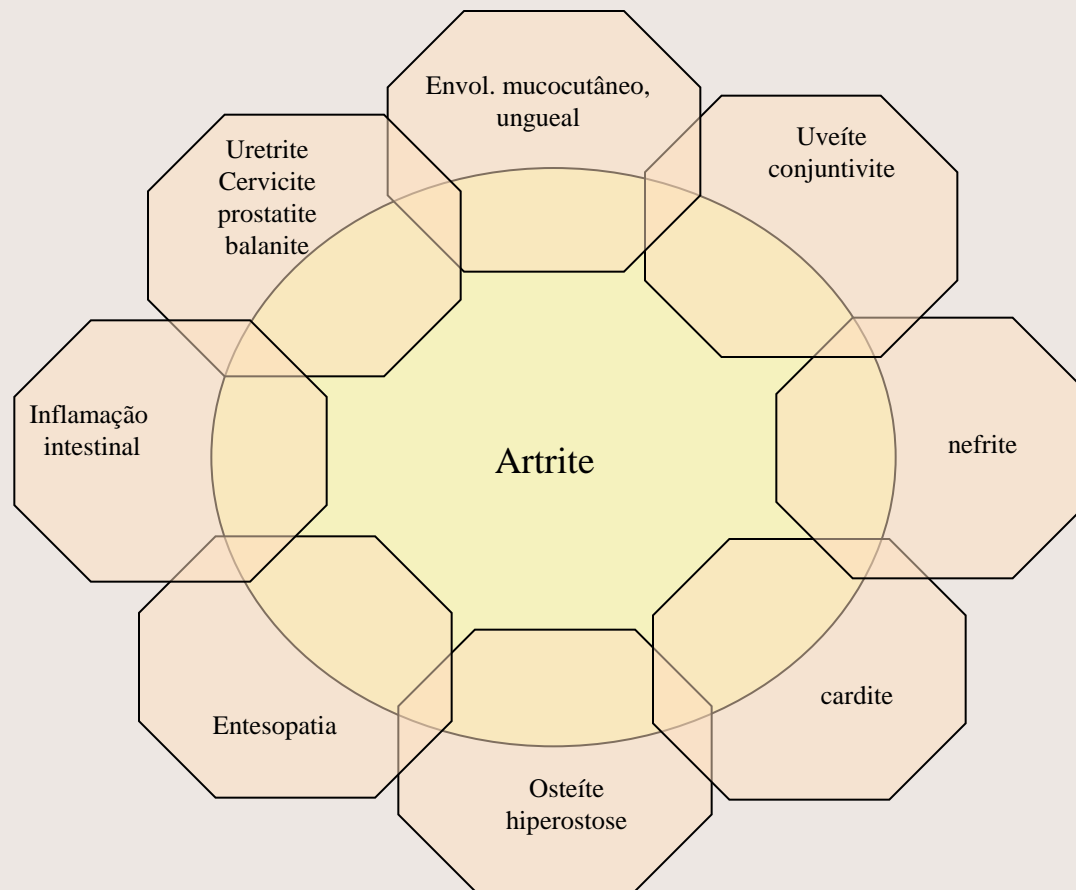 Envol. mucocutâneo,
ungueal
Uveíte
conjuntivite
Uretrite
Cervicite
prostatite
balanite
Inflamação
intestinal
Artrite
nefrite
Entesopatia
cardite
Osteíte
hiperostose